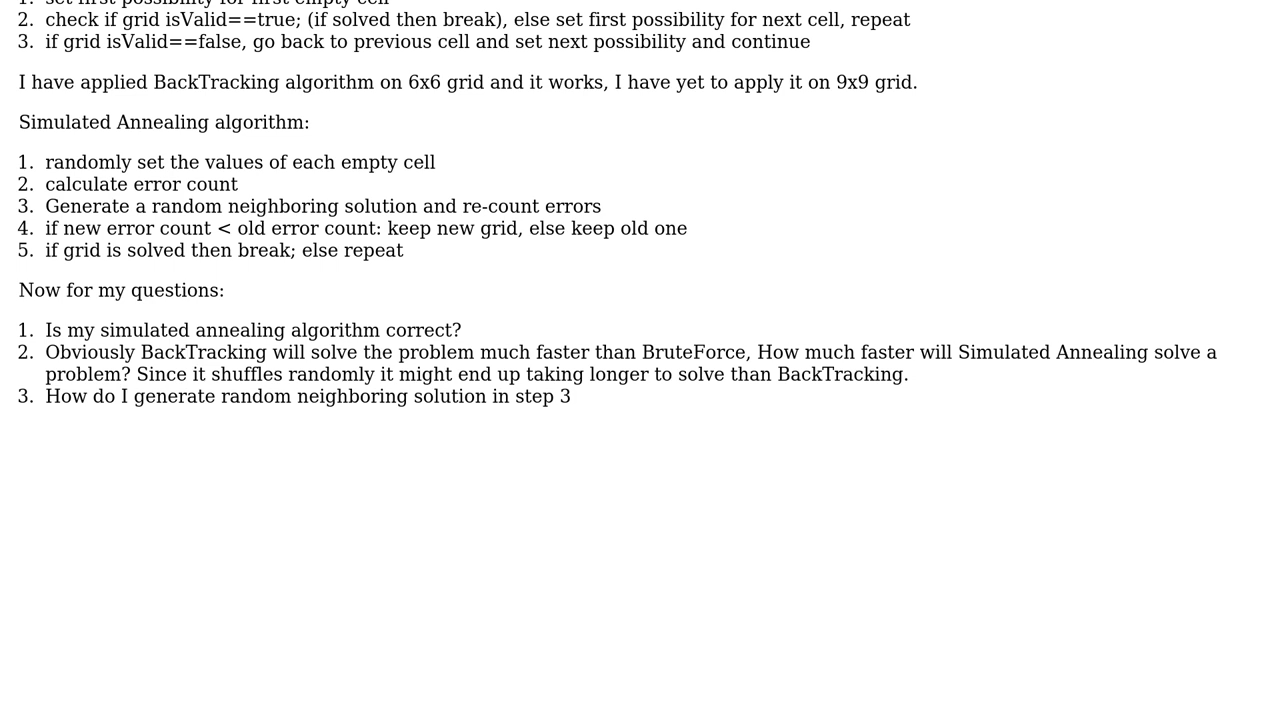 1. set first possibility for first empty cell
2. check if grid isValid==true; (if solved then break), else set first possibility for next cell, repeat
3. if grid isValid==false, go back to previous cell and set next possibility and continue
I have applied BackTracking algorithm on 6x6 grid and it works, I have yet to apply it on 9x9 grid.
Simulated Annealing algorithm:
1. randomly set the values of each empty cell
2. calculate error count
3. Generate a random neighboring solution and re-count errors
4. if new error count < old error count: keep new grid, else keep old one
5. if grid is solved then break; else repeat
Now for my questions:
1. Is my simulated annealing algorithm correct?
2. Obviously BackTracking will solve the problem much faster than BruteForce, How much faster will Simulated Annealing solve a
problem? Since it shuffles randomly it might end up taking longer to solve than BackTracking.
3. How do I generate random neighboring solution in step 3